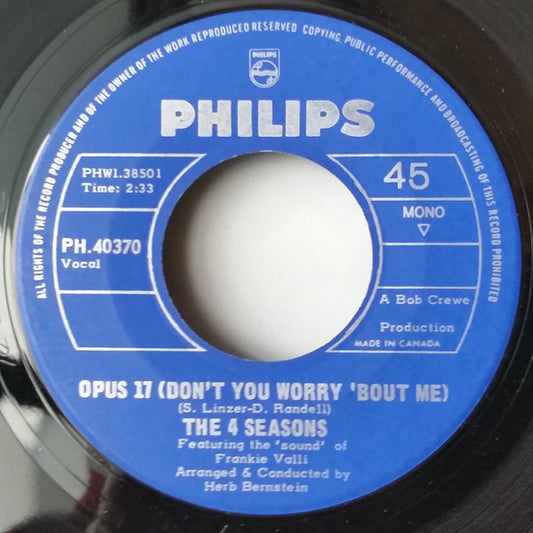 ALL RIGHTS OF THE RECORD PRODUCER AND OF THE OWNER OF THE WORK REPRODUCED RESERVED COPYING, PUBLIC PERFORMANCE AND BROADCASTING OF THIS RECORD PROHIBITED
PHILIPS
PHILIPS
PHW1.38501
Time: 2:33
45
MONO
PH.40370
Vocal
A Bob Crewe
Production
MADE IN CANADA
OPUS 17 (DON'T YOU WORRY 'BOUT ME)
(S. Linzer-D. Randell)
THE 4 SEASONS
Featuring the "sound" of
Frankie Valli
Arranged & Conducted by
Herb Bernstein